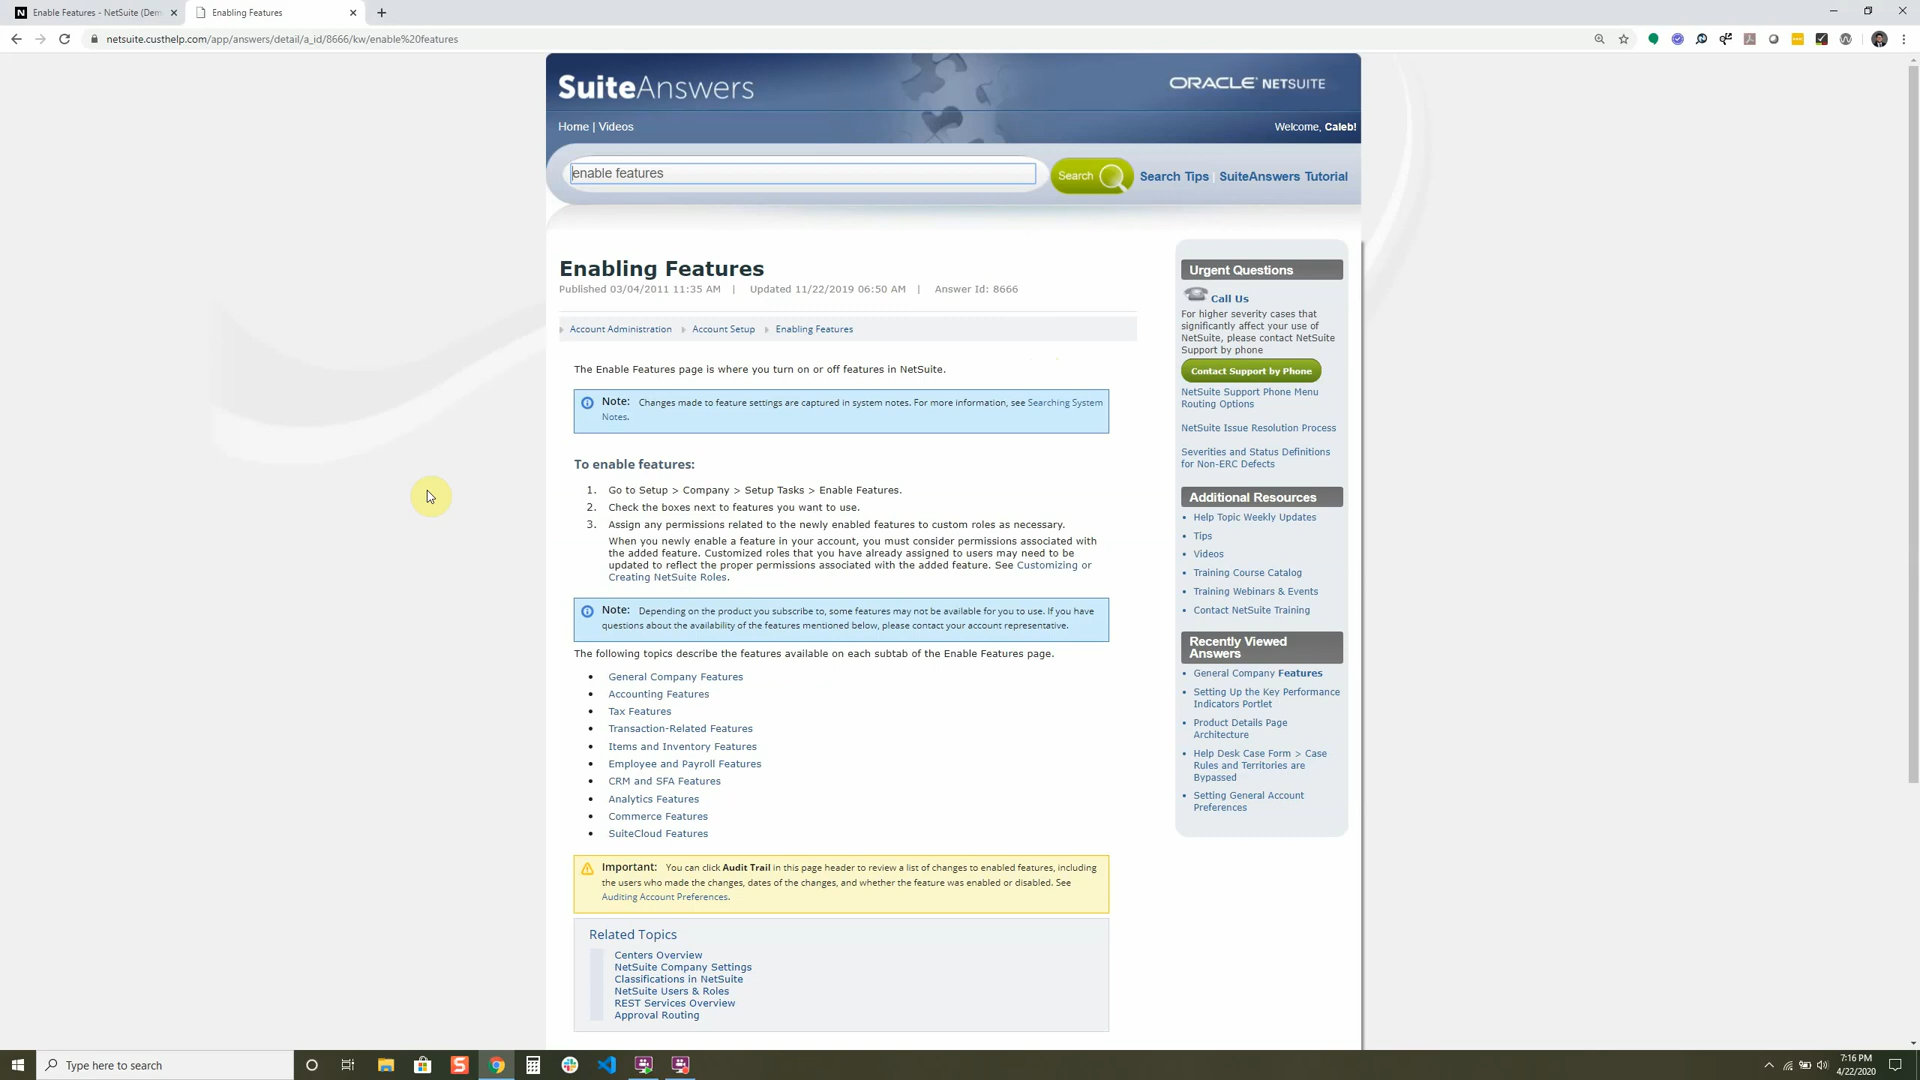 Enable Features - NetSuite (Dem
Enabling Features
netsuite.custhelp.com/app/answers/detail/a_id/8666/kw/enable%20features
SuiteAnswers
ORACLE NETSUITE
Home | Videos
Welcome, Caleb!
enable features
Search
Search Tips | SuiteAnswers Tutorial
Enabling Features
Published 03/04/2011 11:35 AM | Updated 11/22/2019 06:50 AM | Answer Id: 8666
Account Administration Account Setup Enabling Features
The Enable Features page is where you turn on or off features in NetSuite.
Note: Changes made to feature settings are captured in system notes. For more information, see Searching System
Notes.
To enable features:
1. Go to Setup > Company > Setup Tasks > Enable Features.
2. Check the boxes next to features you want to use.
3. Assign any permissions related to the newly enabled features to custom roles as necessary.
When you newly enable a feature in your account, you must consider permissions associated with
the added feature. Customized roles that you have already assigned to users may need to be
updated to reflect the proper permissions associated with the added feature. See Customizing or
Creating NetSuite Roles.
Note: Depending on the product you subscribe to, some features may not be available for you to use. If you have
questions about the availability of the features mentioned below, please contact your account representative.
The following topics describe the features available on each subtab of the Enable Features page.
• General Company Features
• Accounting Features
• Tax Features
• Transaction-Related Features
• Items and Inventory Features
• Employee and Payroll Features
• CRM and SFA Features
• Analytics Features
• Commerce Features
• SuiteCloud Features
Important: You can click Audit Trail in this page header to review a list of changes to enabled features, including
the users who made the changes, dates of the changes, and whether the feature was enabled or disabled. See
Auditing Account Preferences.
Related Topics
Centers Overview
NetSuite Company Settings
Classifications in NetSuite
NetSuite Users & Roles
REST Services Overview
Approval Routing
Urgent Questions
Call Us
For higher severity cases that
significantly affect your use of
NetSuite, please contact NetSuite
Support by phone
Contact Support by Phone
NetSuite Support Phone Menu
Routing Options
NetSuite Issue Resolution Process
Severities and Status Definitions
for Non-ERC Defects
Additional Resources
• Help Topic Weekly Updates
• Tips
• Videos
• Training Course Catalog
• Training Webinars & Events
• Contact NetSuite Training
Recently Viewed
Answers
• General Company Features
• Setting Up the Key Performance
Indicators Portlet
• Product Details Page
Architecture
• Help Desk Case Form > Case
Rules and Territories are
Bypassed
• Setting General Account
Preferences
Type here to search
7:16 PM
4/22/2020